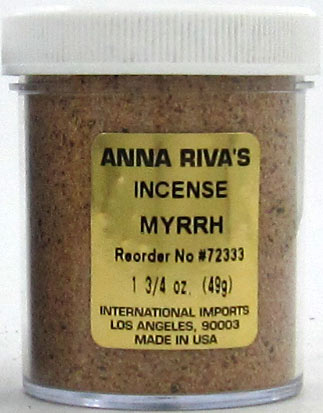 ANNA RIVA'S
INCENSE
MYRRH
Reorder No #72333
1 3/4 oz. (49g)
INTERNATIONAL IMPORTS
LOS ANGELES, 90003
MADE IN USA